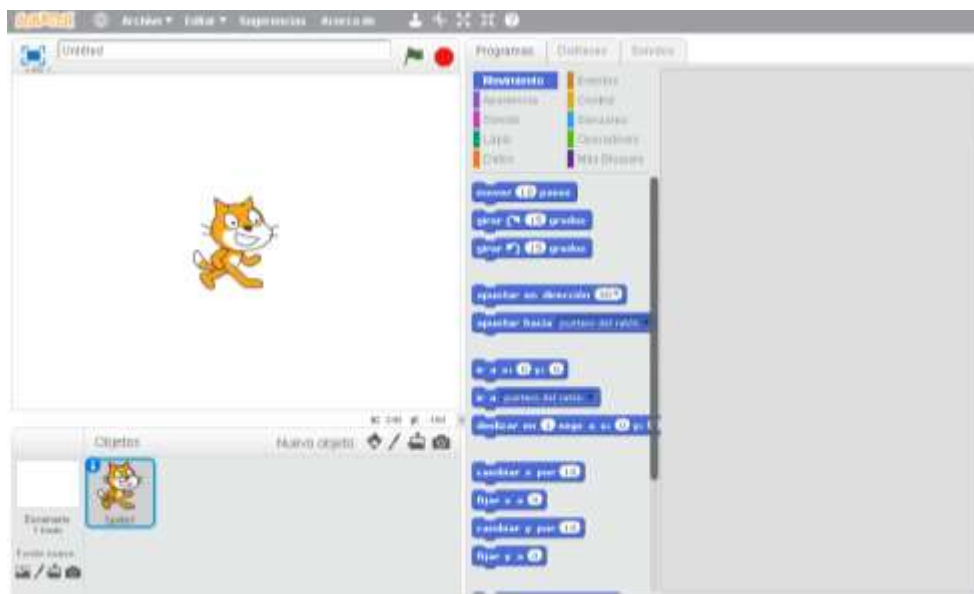 SCRATCH Archivo Editar Sugerencias Acerca de
Untitled
Programas Disfraces Sonidos
Movimiento Eventos
Apariencia Control
Sonido Sensores
Lápiz Operadores
Datos Más Bloques
mover 10 pasos
girar 15 grados
girar 15 grados
apuntar en dirección 90
apuntar hacia puntero del ratón
ir a x: 0 y: 0
ir a puntero del ratón
deslizar en 1 segs a x: 0 y:
cambiar x por 10
fijar x a 0
cambiar y por 10
fijar y a 0
Objetos Nuevo objeto
Escenario
1 fondo
Sprite1
Fondo nuevo